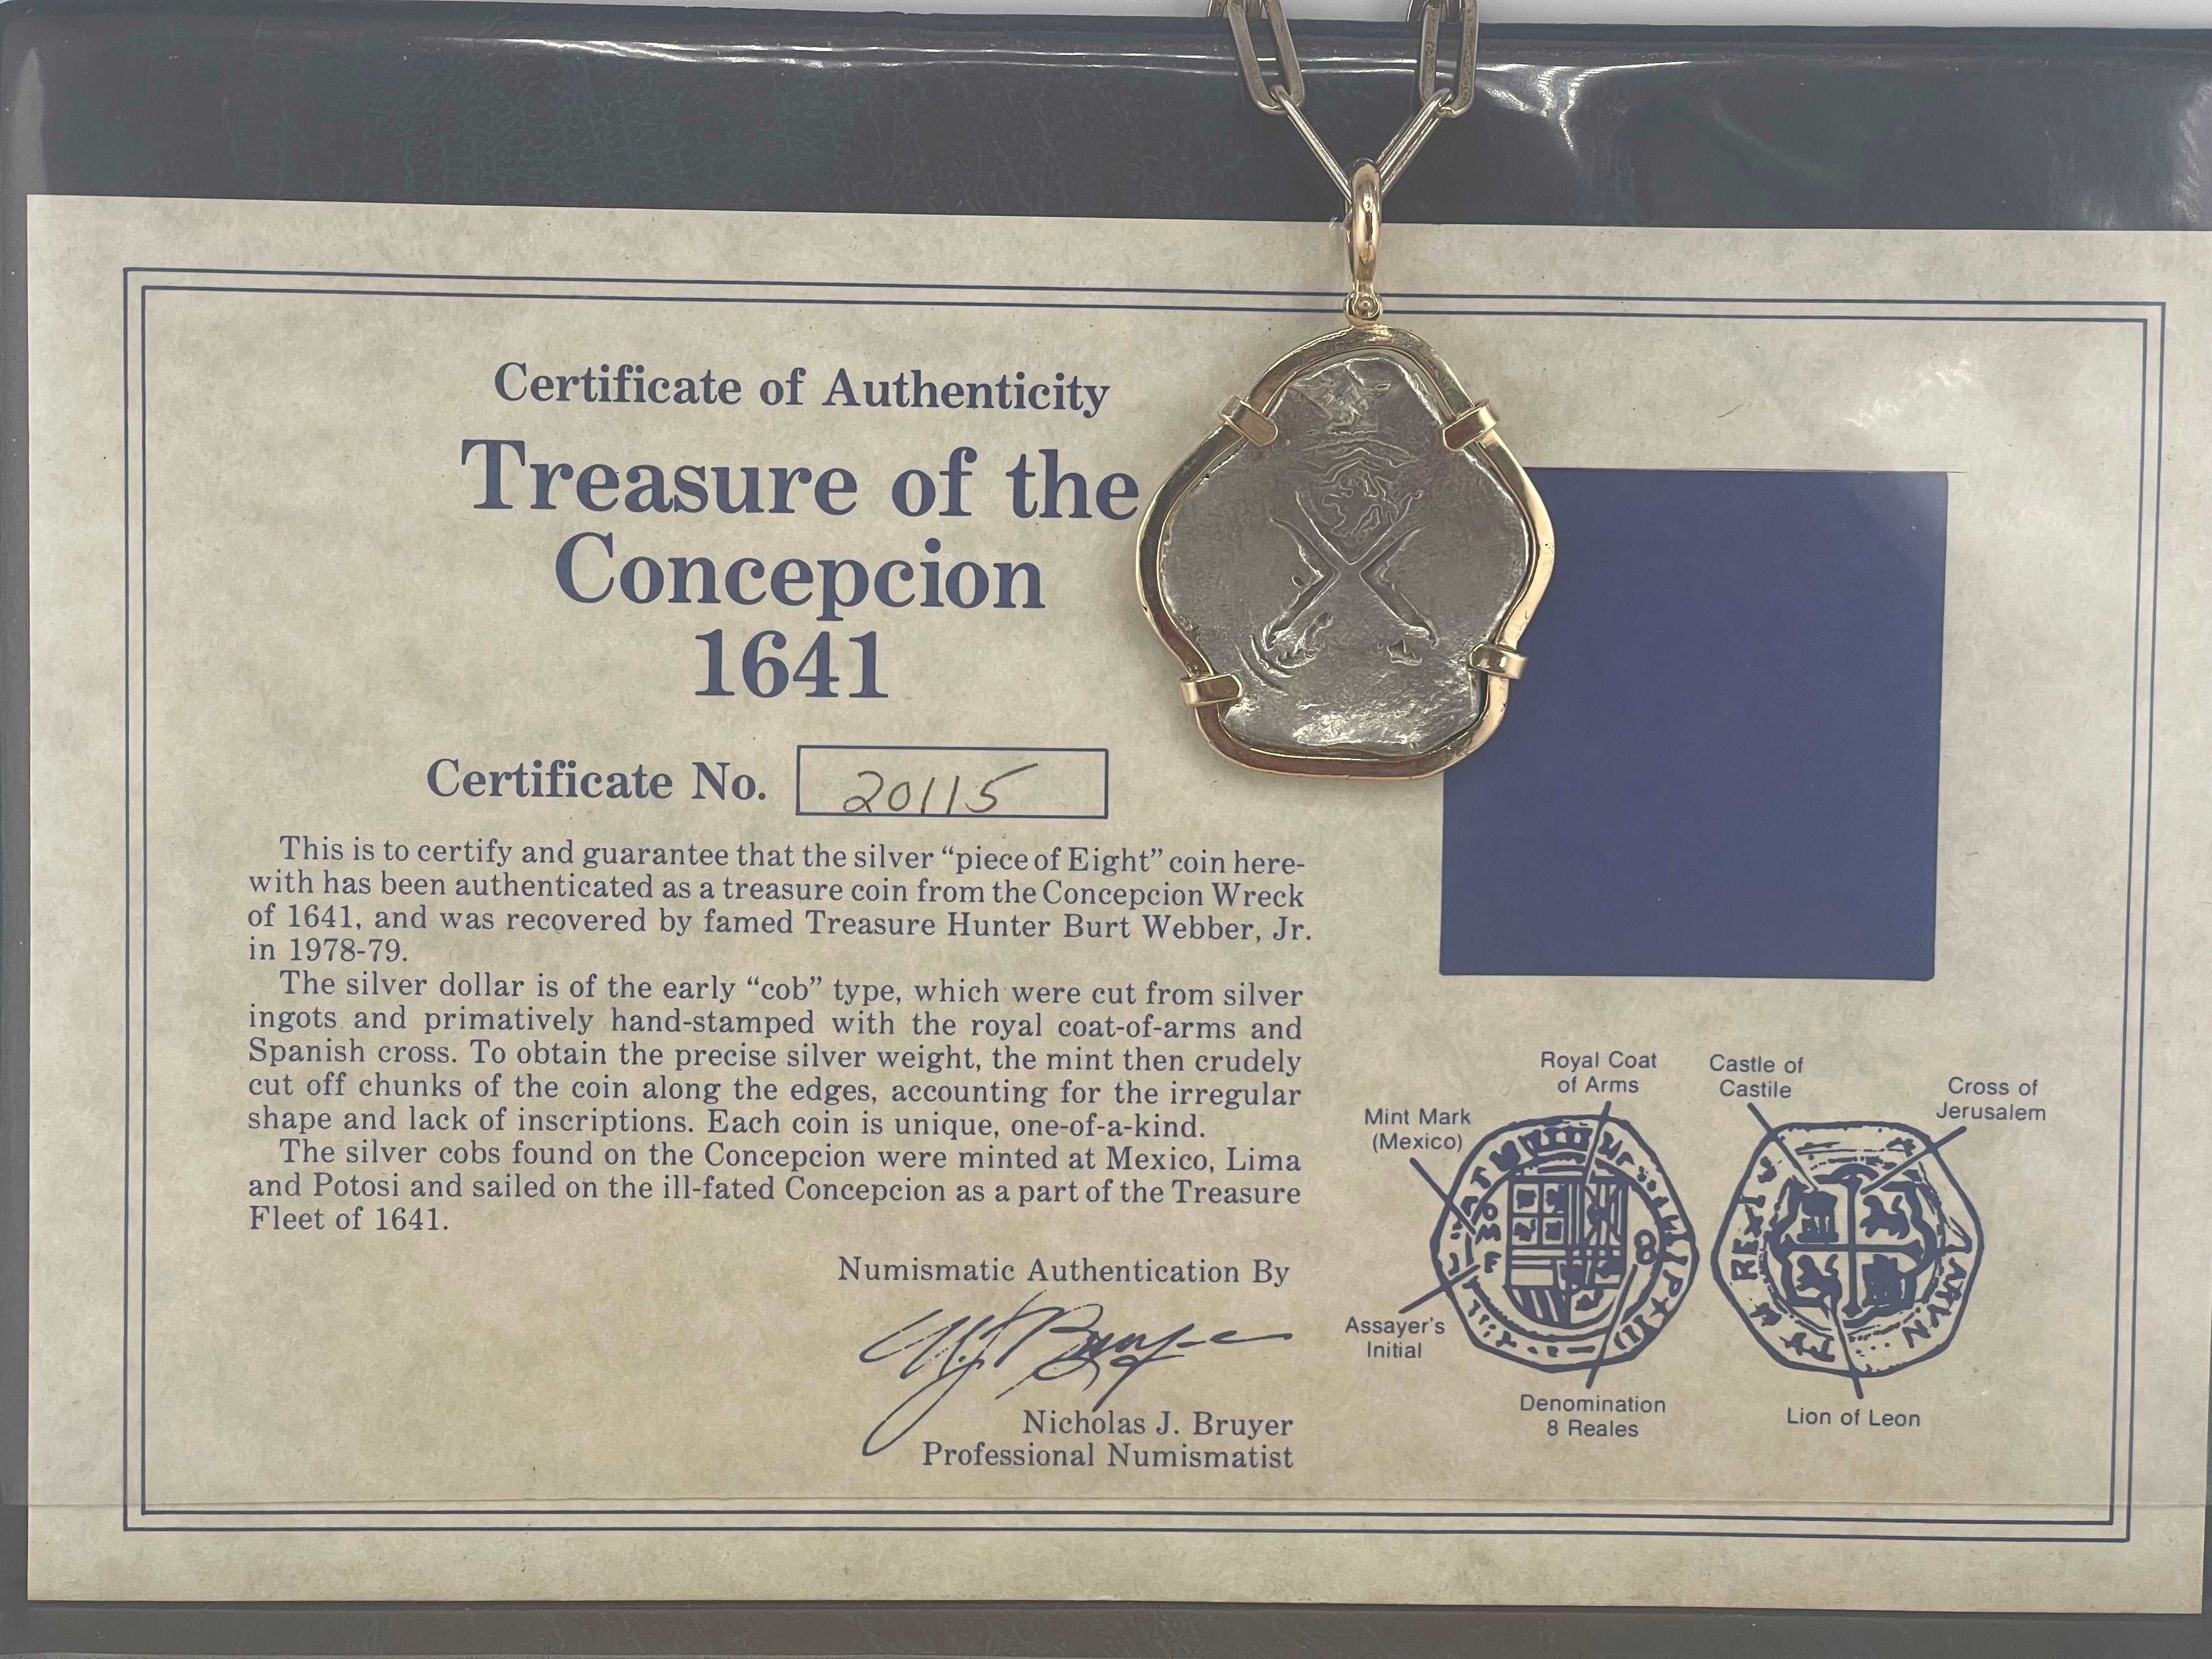 Certificate of Authenticity
Treasure of the
Concepcion
1641
Certificate No. 20115
This is to certify and guarantee that the silver “piece of Eight” coin here-
with has been authenticated as a treasure coin from the Concepcion Wreck
of 1641, and was recovered by famed Treasure Hunter Burt Webber, Jr.
in 1978-79.
The silver dollar is of the early “cob” type, which were cut from silver
ingots and primatively hand-stamped with the royal coat-of-arms and
Spanish cross. To obtain the precise silver weight, the mint then crudely
cut off chunks of the coin along the edges, accounting for the irregular
shape and lack of inscriptions. Each coin is unique, one-of-a-kind.
The silver cobs found on the Concepcion were minted at Mexico, Lima
and Potosi and sailed on the ill-fated Concepcion as a part of the Treasure
Fleet of 1641.
Numismatic Authentication By
Nicholas J. Bruyer
Professional Numismatist
Royal Coat
of Arms
Castle of
Castile
Cross of
Jerusalem
Mint Mark
(Mexico)
Assayer's
Initial
Denomination
8 Reales
Lion of Leon